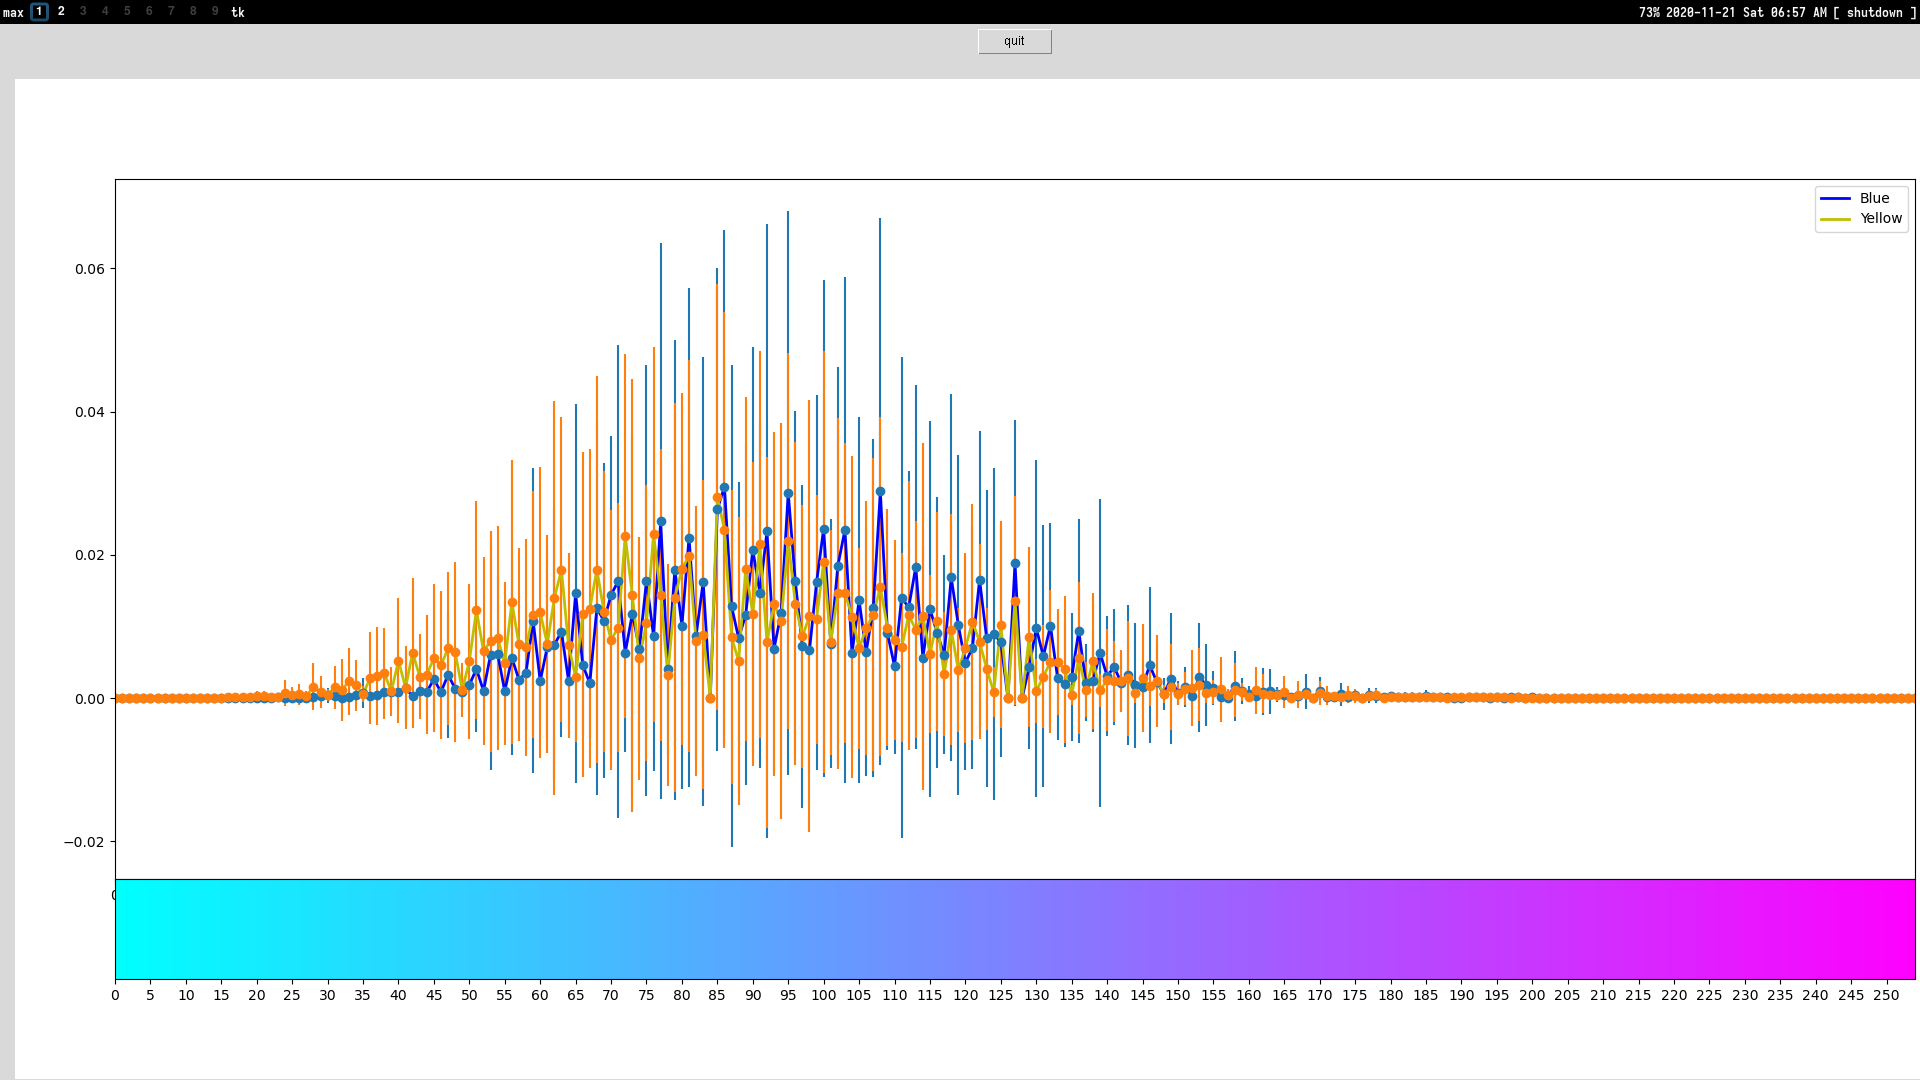 max 1 2 3 4 5 6 7 8 9 tk 73% 2020-11-21 Sat 06:57 AM [ shutdown ]
quit
Blue
Yellow
0.06
0.04
0.02
0.00
−0.02
0 5 10 15 20 25 30 35 40 45 50 55 60 65 70 75 80 85 90 95 100 105 110 115 120 125 130 135 140 145 150 155 160 165 170 175 180 185 190 195 200 205 210 215 220 225 230 235 240 245 250